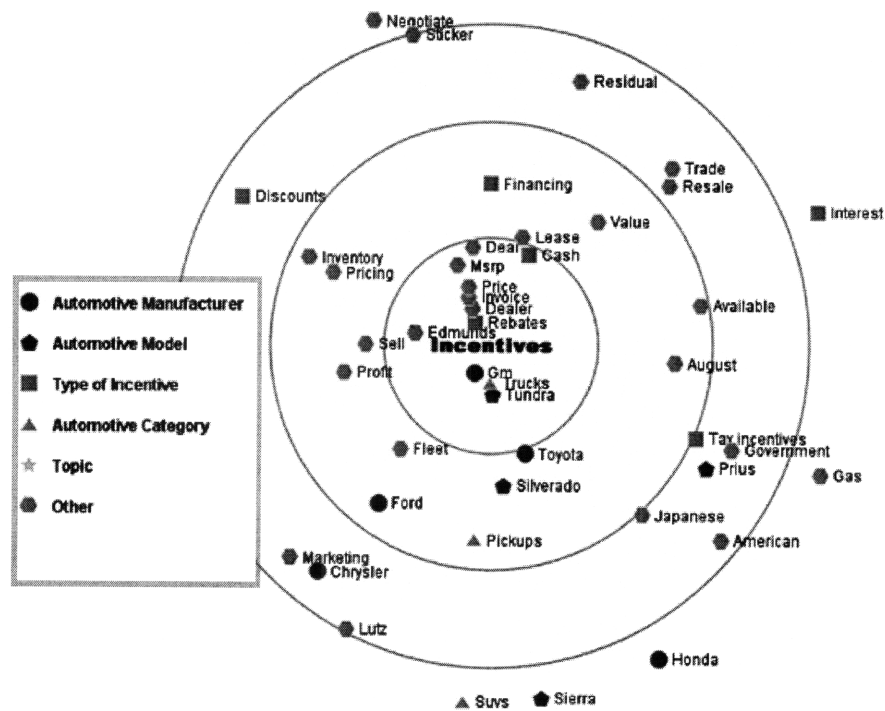 Negotiate
Sticker
Residual
Trade
Resale
Financing
Discounts
Interest
Value
Lease
Deal
Cash
Inventory
Msrp
Pricing
Price
Invoice
Available
Dealer
Rebates
Edmunds
Sell
Incentives
August
Profit
Gm
Trucks
Tundra
Automotive Manufacturer
Automotive Model
Type of Incentive
Automotive Category
Topic
Other
Tax incentives
Government
Fleet
Toyota
Prius
Gas
Silverado
Ford
Japanese
Pickups
American
Marketing
Chrysler
Lutz
Honda
Suvs
Sierra